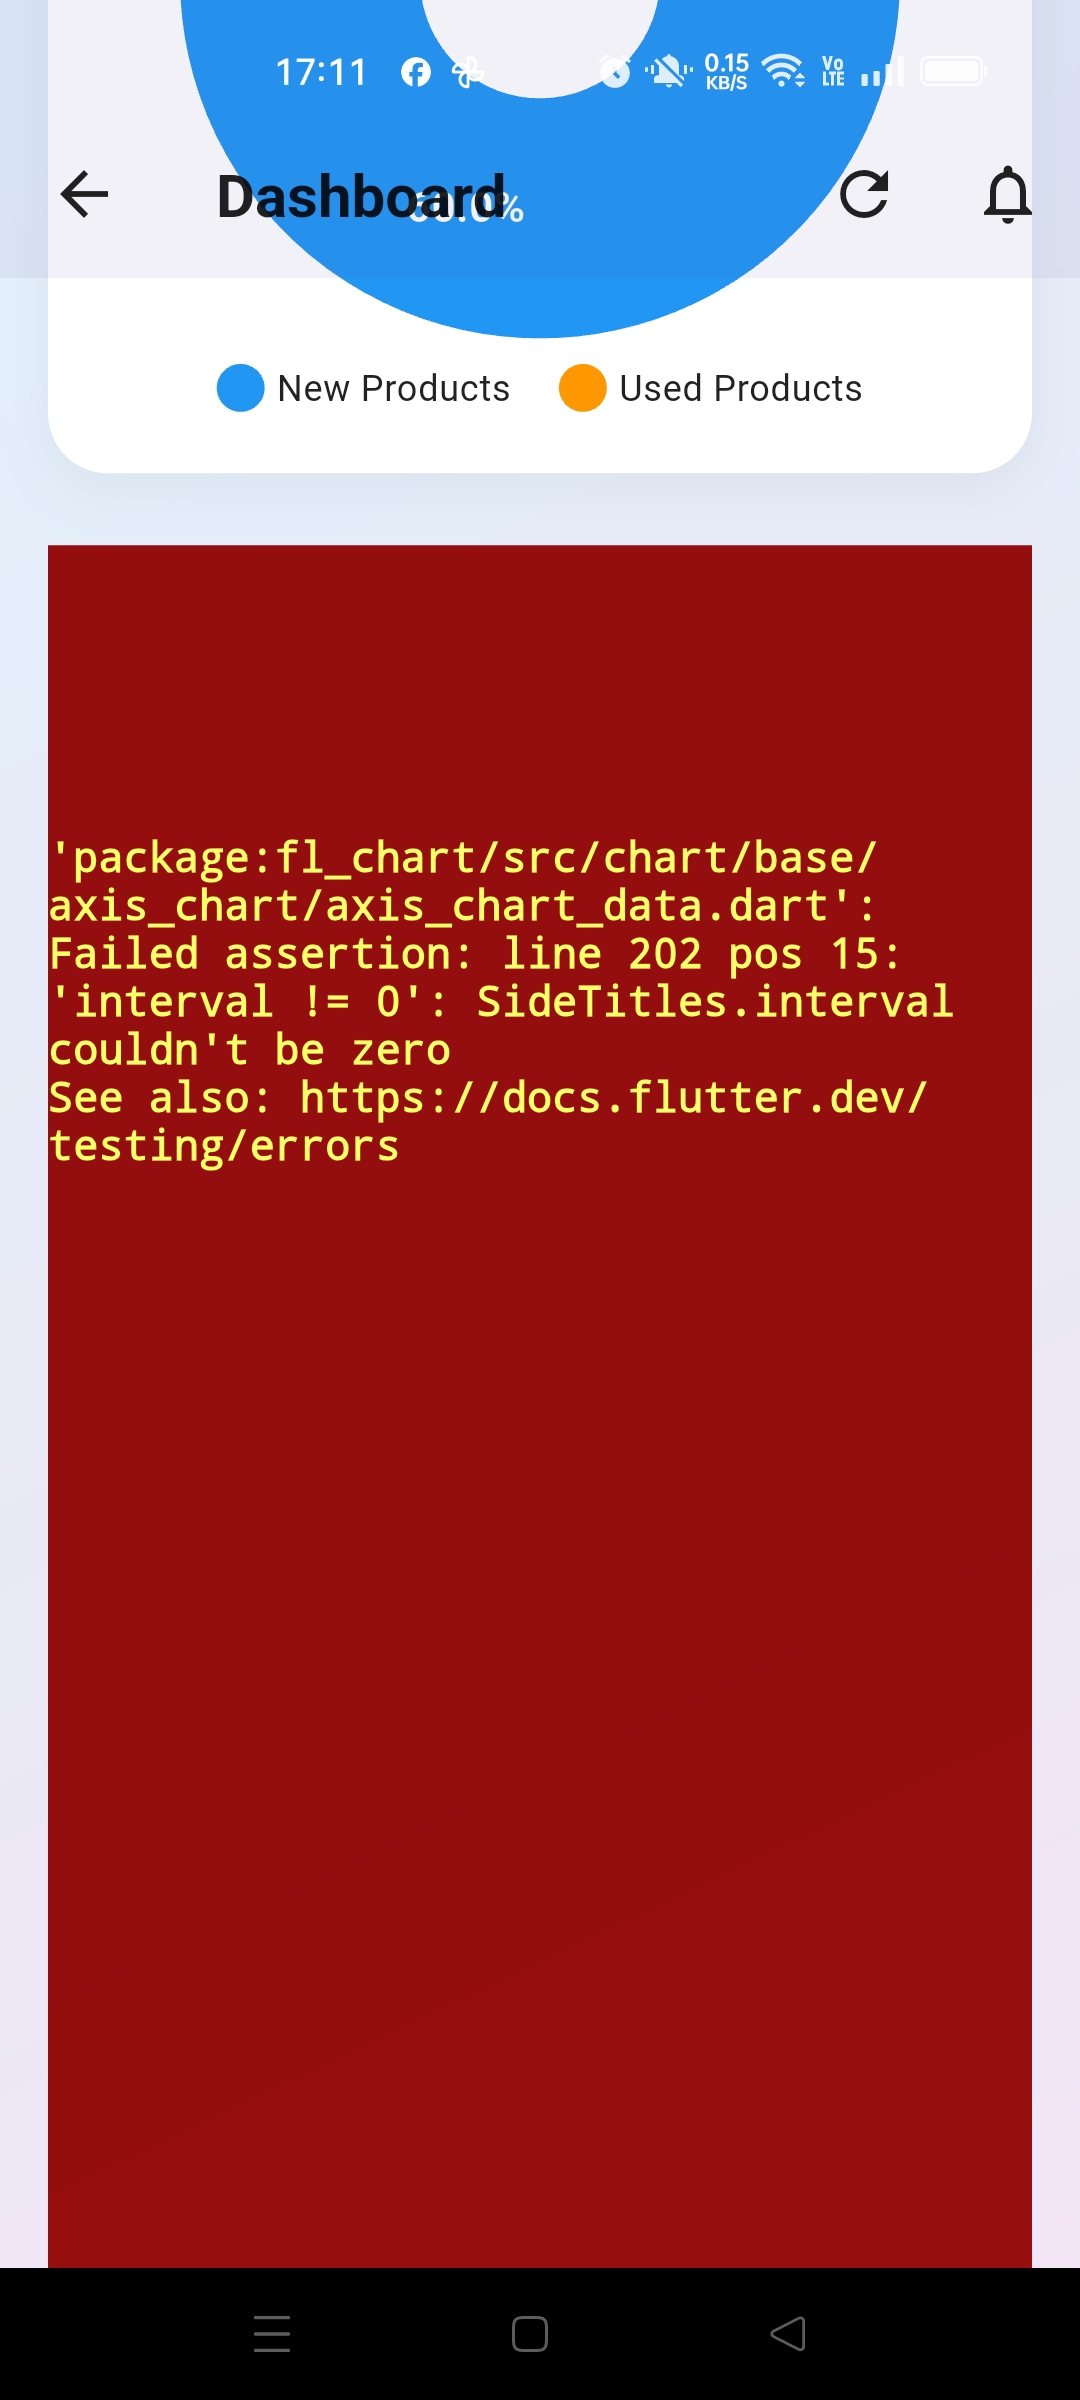 17:11
0.15
KB/S
Vo
LTE
Dashboard
New Products
Used Products
'package:fl_chart/src/chart/base/
axis_chart/axis_chart_data.dart':
Failed assertion: line 202 pos 15:
'interval != 0': SideTitles.interval
couldn't be zero
See also: https://docs.flutter.dev/
testing/errors